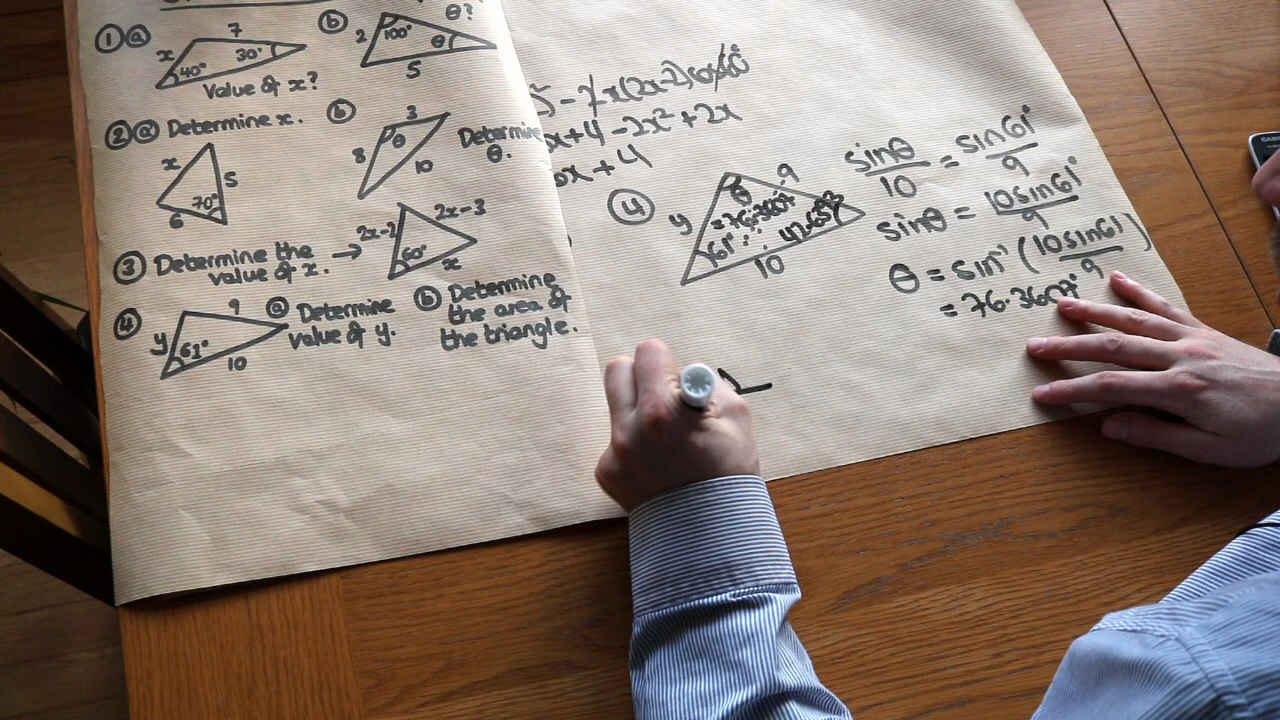 ① ⓐ 7 x 40° 30°
Value of x?
ⓑ θ? 2 100° θ 5
② ⓐ Determine x.
x 5 6 70°
ⓑ 3 8 θ 10
Determine
θ.
③ Determine the
value of x. →
2x-2 2x-3 60° x
④ 9 y 61° 10
ⓐ Determine
value of y.
ⓑ Determine
the area of
the triangle.
x+4 -2x² + 2x
x + 4
④ y 9 θ 61° 10
sinθ/10 = sin61°/9
sinθ = 10sin61°/9
θ = sin⁻¹ (10sin61/9)
= 76.3607°